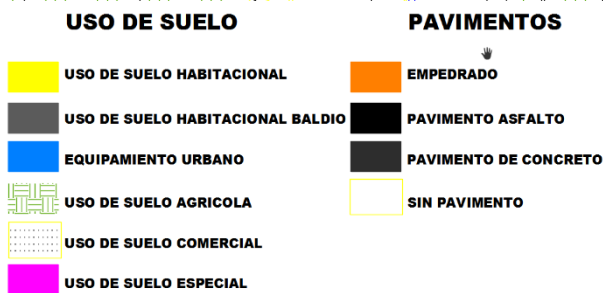 USO DE SUELO
USO DE SUELO HABITACIONAL
USO DE SUELO HABITACIONAL BALDIO
EQUIPAMIENTO URBANO
USO DE SUELO AGRICOLA
USO DE SUELO COMERCIAL
USO DE SUELO ESPECIAL
PAVIMENTOS
EMPEDRADO
PAVIMENTO ASFALTO
PAVIMENTO DE CONCRETO
SIN PAVIMENTO